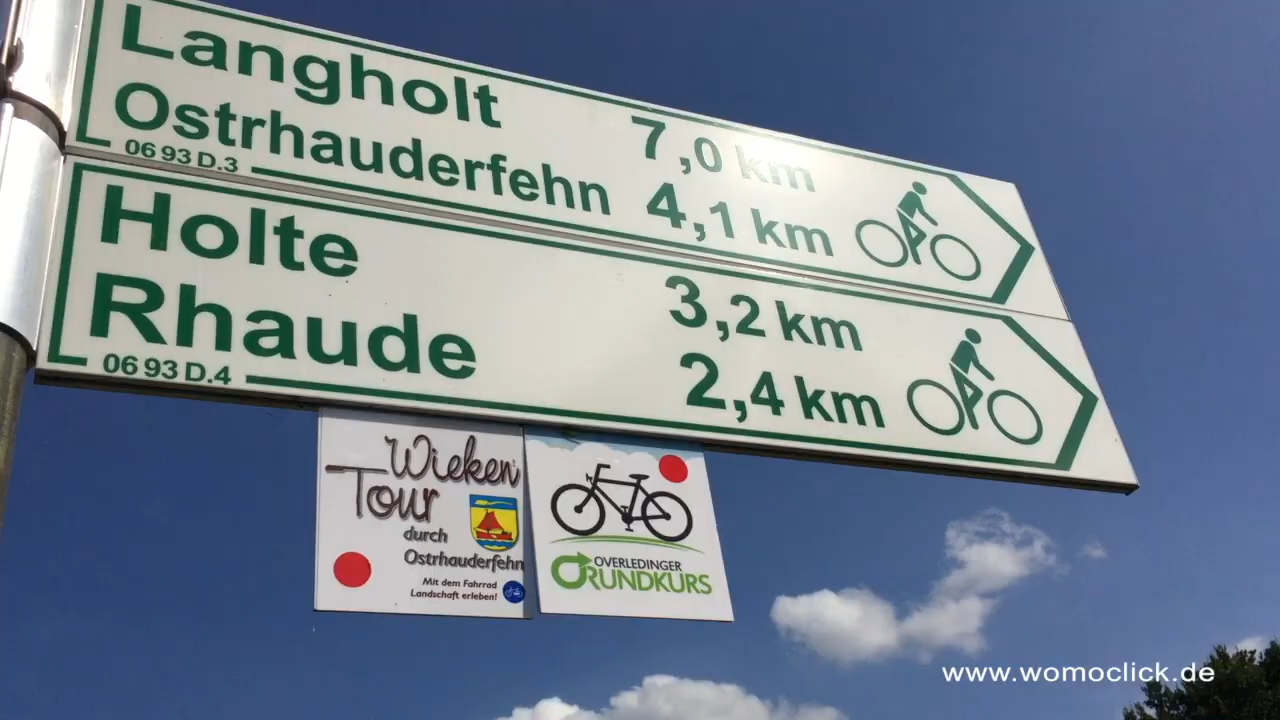 Langholt 7,0 km
Ostrhauderfehn 4,1 km
06 93 D.3
Holte 3,2 km
Rhaude 2,4 km
06 93 D.4
Wieken
Tour
durch
Ostrhauderfehn
Mit dem Fahrrad
Landschaft erleben!
OVERLEDINGER
RUNDKURS
www.womoclick.de